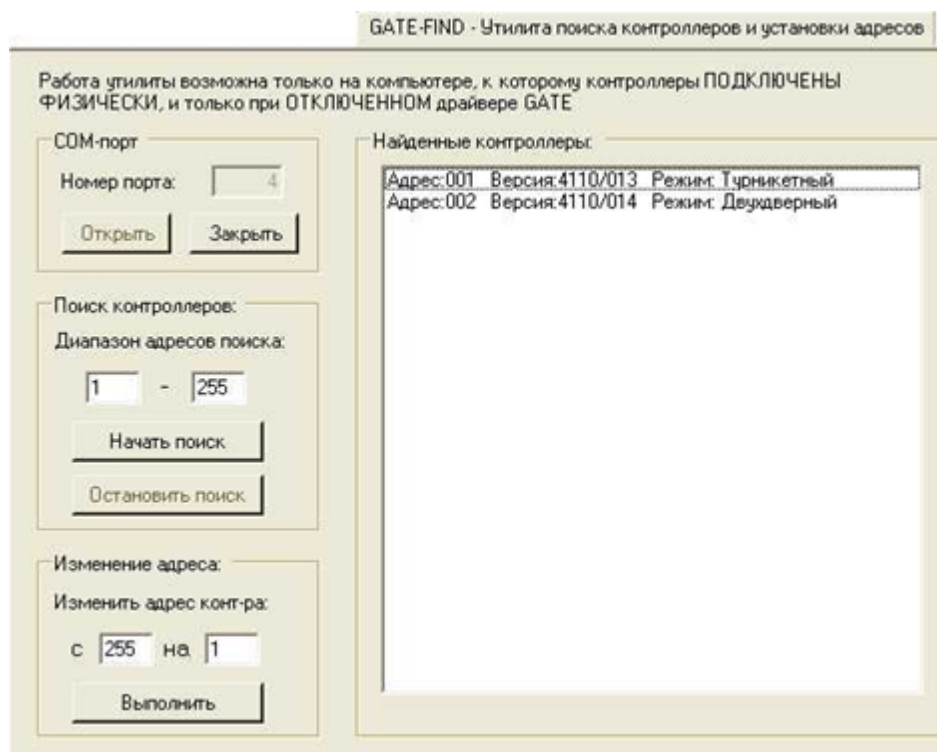 GATE-FIND - Утилита поиска контроллеров и установки адресов
Работа утилиты возможна только на компьютере, к которому контроллеры ПОДКЛЮЧЕНЫ
ФИЗИЧЕСКИ, и только при ОТКЛЮЧЕННОМ драйвере GATE
COM-порт
Номер порта: 4
Открыть Закрыть
Поиск контроллеров:
Диапазон адресов поиска:
1 - 255
Начать поиск
Остановить поиск
Изменение адреса:
Изменить адрес конт-ра:
с 255 на 1
Выполнить
Найденные контроллеры:
Адрес:001 Версия:4110/013 Режим: Турникетный
Адрес:002 Версия:4110/014 Режим: Двухдверный